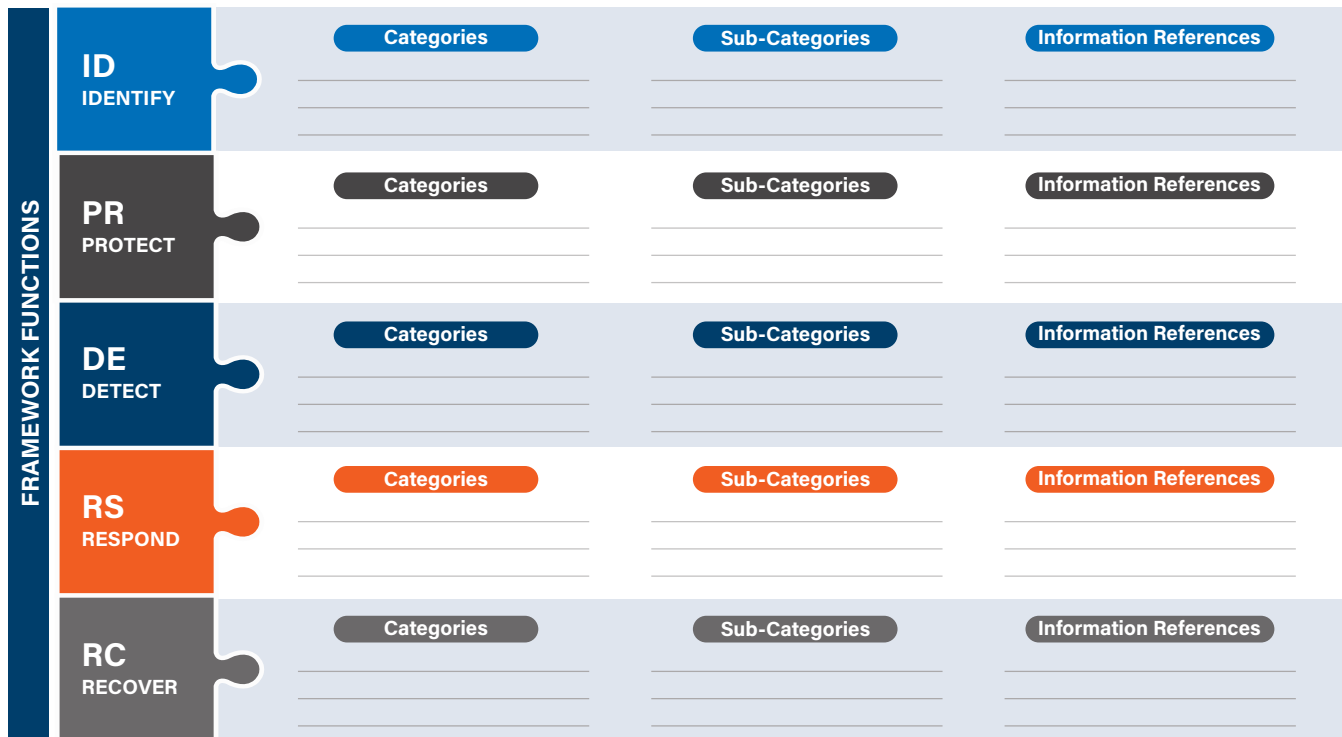 FRAMEWORK FUNCTIONS
ID
IDENTIFY
Categories
Sub-Categories
Information References
PR
PROTECT
Categories
Sub-Categories
Information References
DE
DETECT
Categories
Sub-Categories
Information References
RS
RESPOND
Categories
Sub-Categories
Information References
RC
RECOVER
Categories
Sub-Categories
Information References